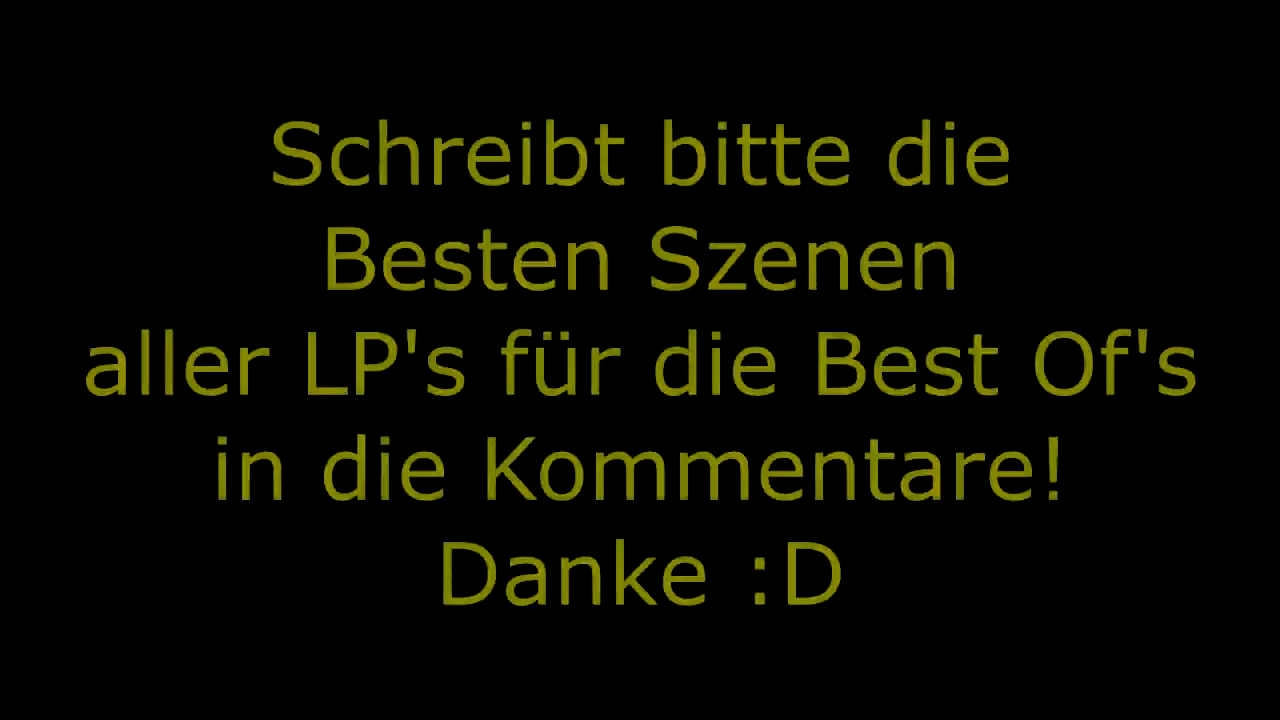 Schreibt bitte die
Besten Szenen
aller LP's für die Best Of's
in die Kommentare!
Danke :D